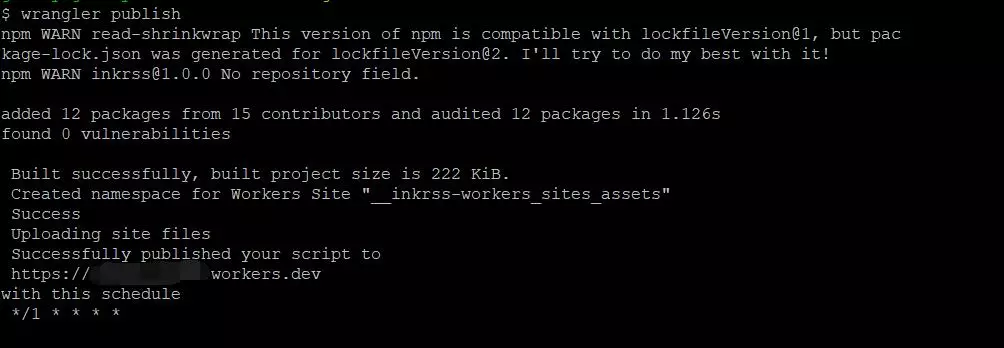 $ wrangler publish
npm WARN read-shrinkwrap This version of npm is compatible with lockfileVersion@1, but pac
kage-lock.json was generated for lockfileVersion@2. I'll try to do my best with it!
npm WARN inkrss@1.0.0 No repository field.
added 12 packages from 15 contributors and audited 12 packages in 1.126s
found 0 vulnerabilities
Built successfully, built project size is 222 KiB.
Created namespace for Workers Site "__inkrss-workers_sites_assets"
Success
Uploading site files
Successfully published your script to
https:// workers.dev
with this schedule
*/1 * * * *